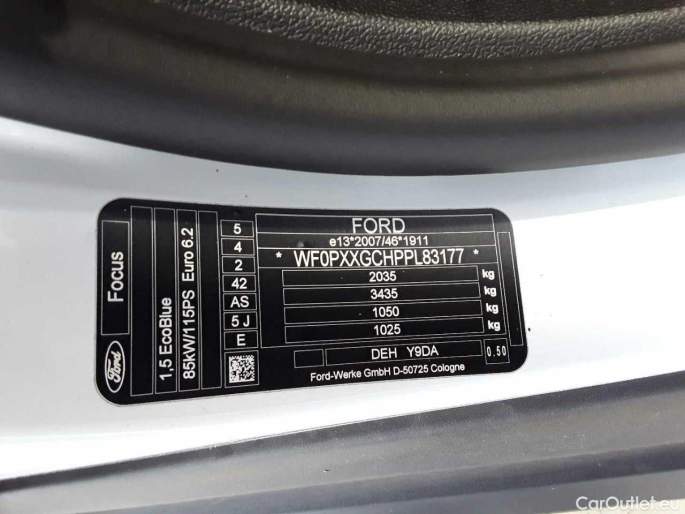 Ford
Focus
1,5 EcoBlue
85kW/115PS Euro 6.2
5
4
2
42
AS
5 J
E
FORD
e13*2007/46*1911
* WF0PXXGCHPPL83177 *
2035 kg
3435 kg
1050 kg
1025 kg
DEH Y9DA 0.50
Ford-Werke GmbH D-50725 Cologne
CarOutlet.eu